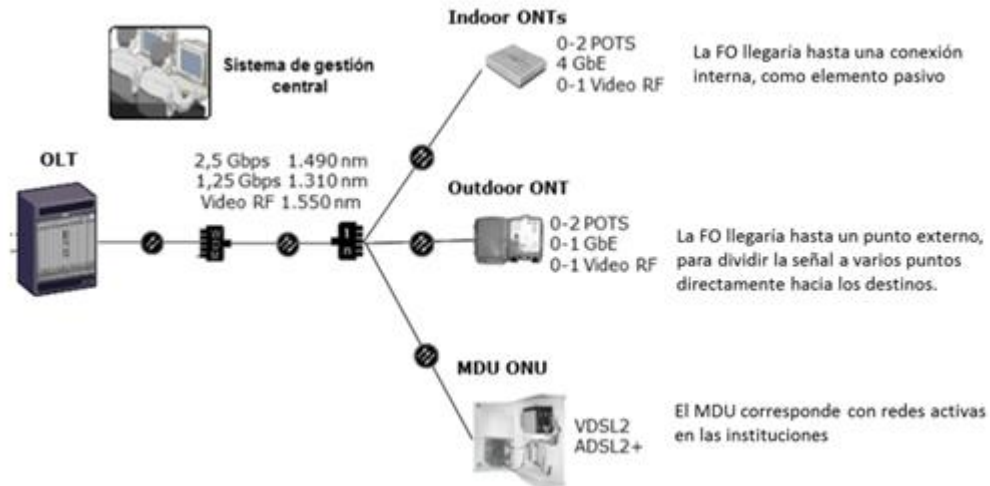 Indoor ONTs
0-2 POTS
4 GbE
0-1 Video RF
La FO llegaría hasta una conexión
interna, como elemento pasivo
Sistema de gestión
central
OLT
2,5 Gbps 1.490 nm
1,25 Gbps 1.310 nm
Video RF 1.550 nm
Outdoor ONT
0-2 POTS
0-1 GbE
0-1 Video RF
La FO llegaría hasta un punto externo,
para dividir la señal a varios puntos
directamente hacia los destinos.
MDU ONU
VDSL2
ADSL2+
El MDU corresponde con redes activas
en las instituciones